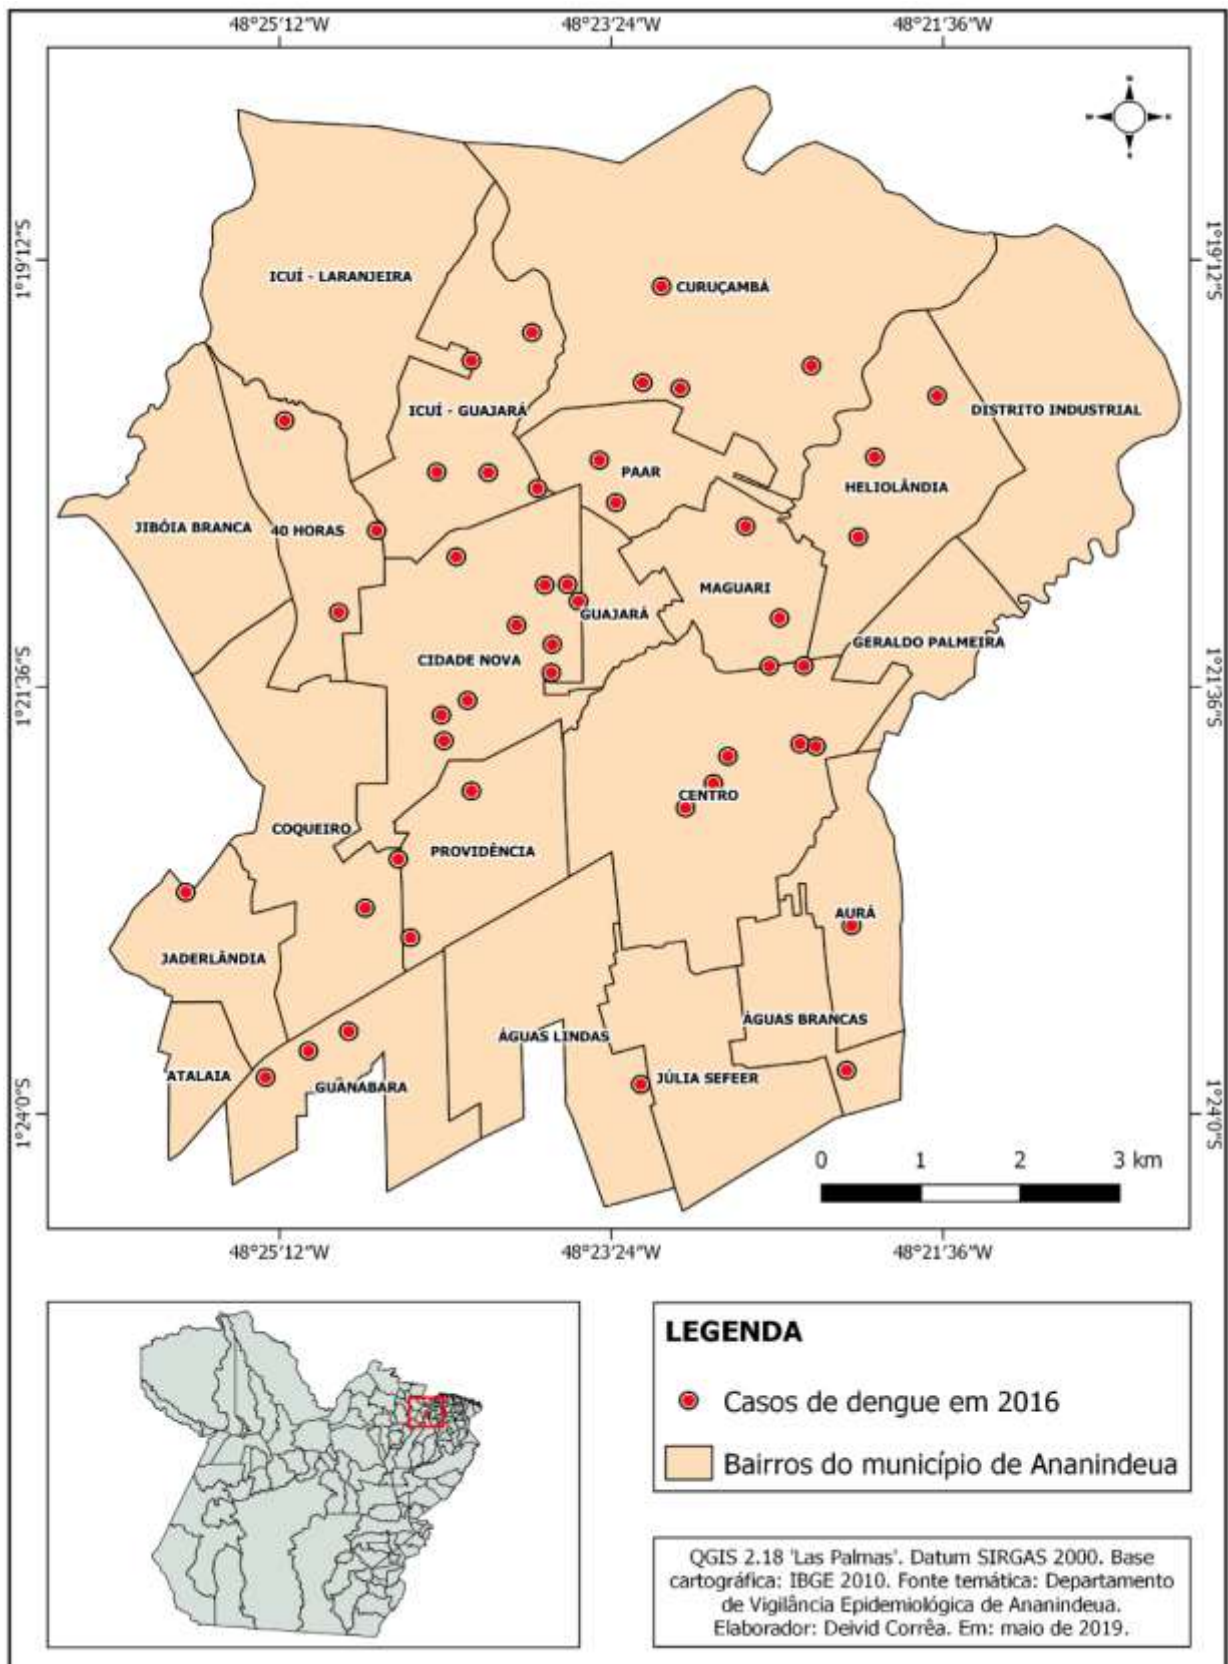 48°25'12"W 48°23'24"W 48°21'36"W
1°19'12"S
1°19'12"S
ICUÍ - LARANJEIRA
CURUÇAMBÁ
ICUÍ - GUAJARÁ
DISTRITO INDUSTRIAL
PAAR
HELIOLÂNDIA
JIBÓIA BRANCA
40 HORAS
MAGUARI
GUAJARÁ
GERALDO PALMEIRA
CIDADE NOVA
1°21'36"S
1°21'36"S
CENTRO
COQUEIRO
PROVIDÊNCIA
AURÁ
JADERLÂNDIA
ÁGUAS BRANCAS
ÁGUAS LINDAS
ATALAIA
GUANABARA
JÚLIA SEFEER
1°24'0"S
1°24'0"S
0 1 2 3 km
48°25'12"W 48°23'24"W 48°21'36"W
LEGENDA
Casos de dengue em 2016
Bairros do município de Ananindeua
QGIS 2.18 'Las Palmas'. Datum SIRGAS 2000. Base
cartográfica: IBGE 2010. Fonte temática: Departamento
de Vigilância Epidemiológica de Ananindeua.
Elaborador: Deivid Corrêa. Em: maio de 2019.